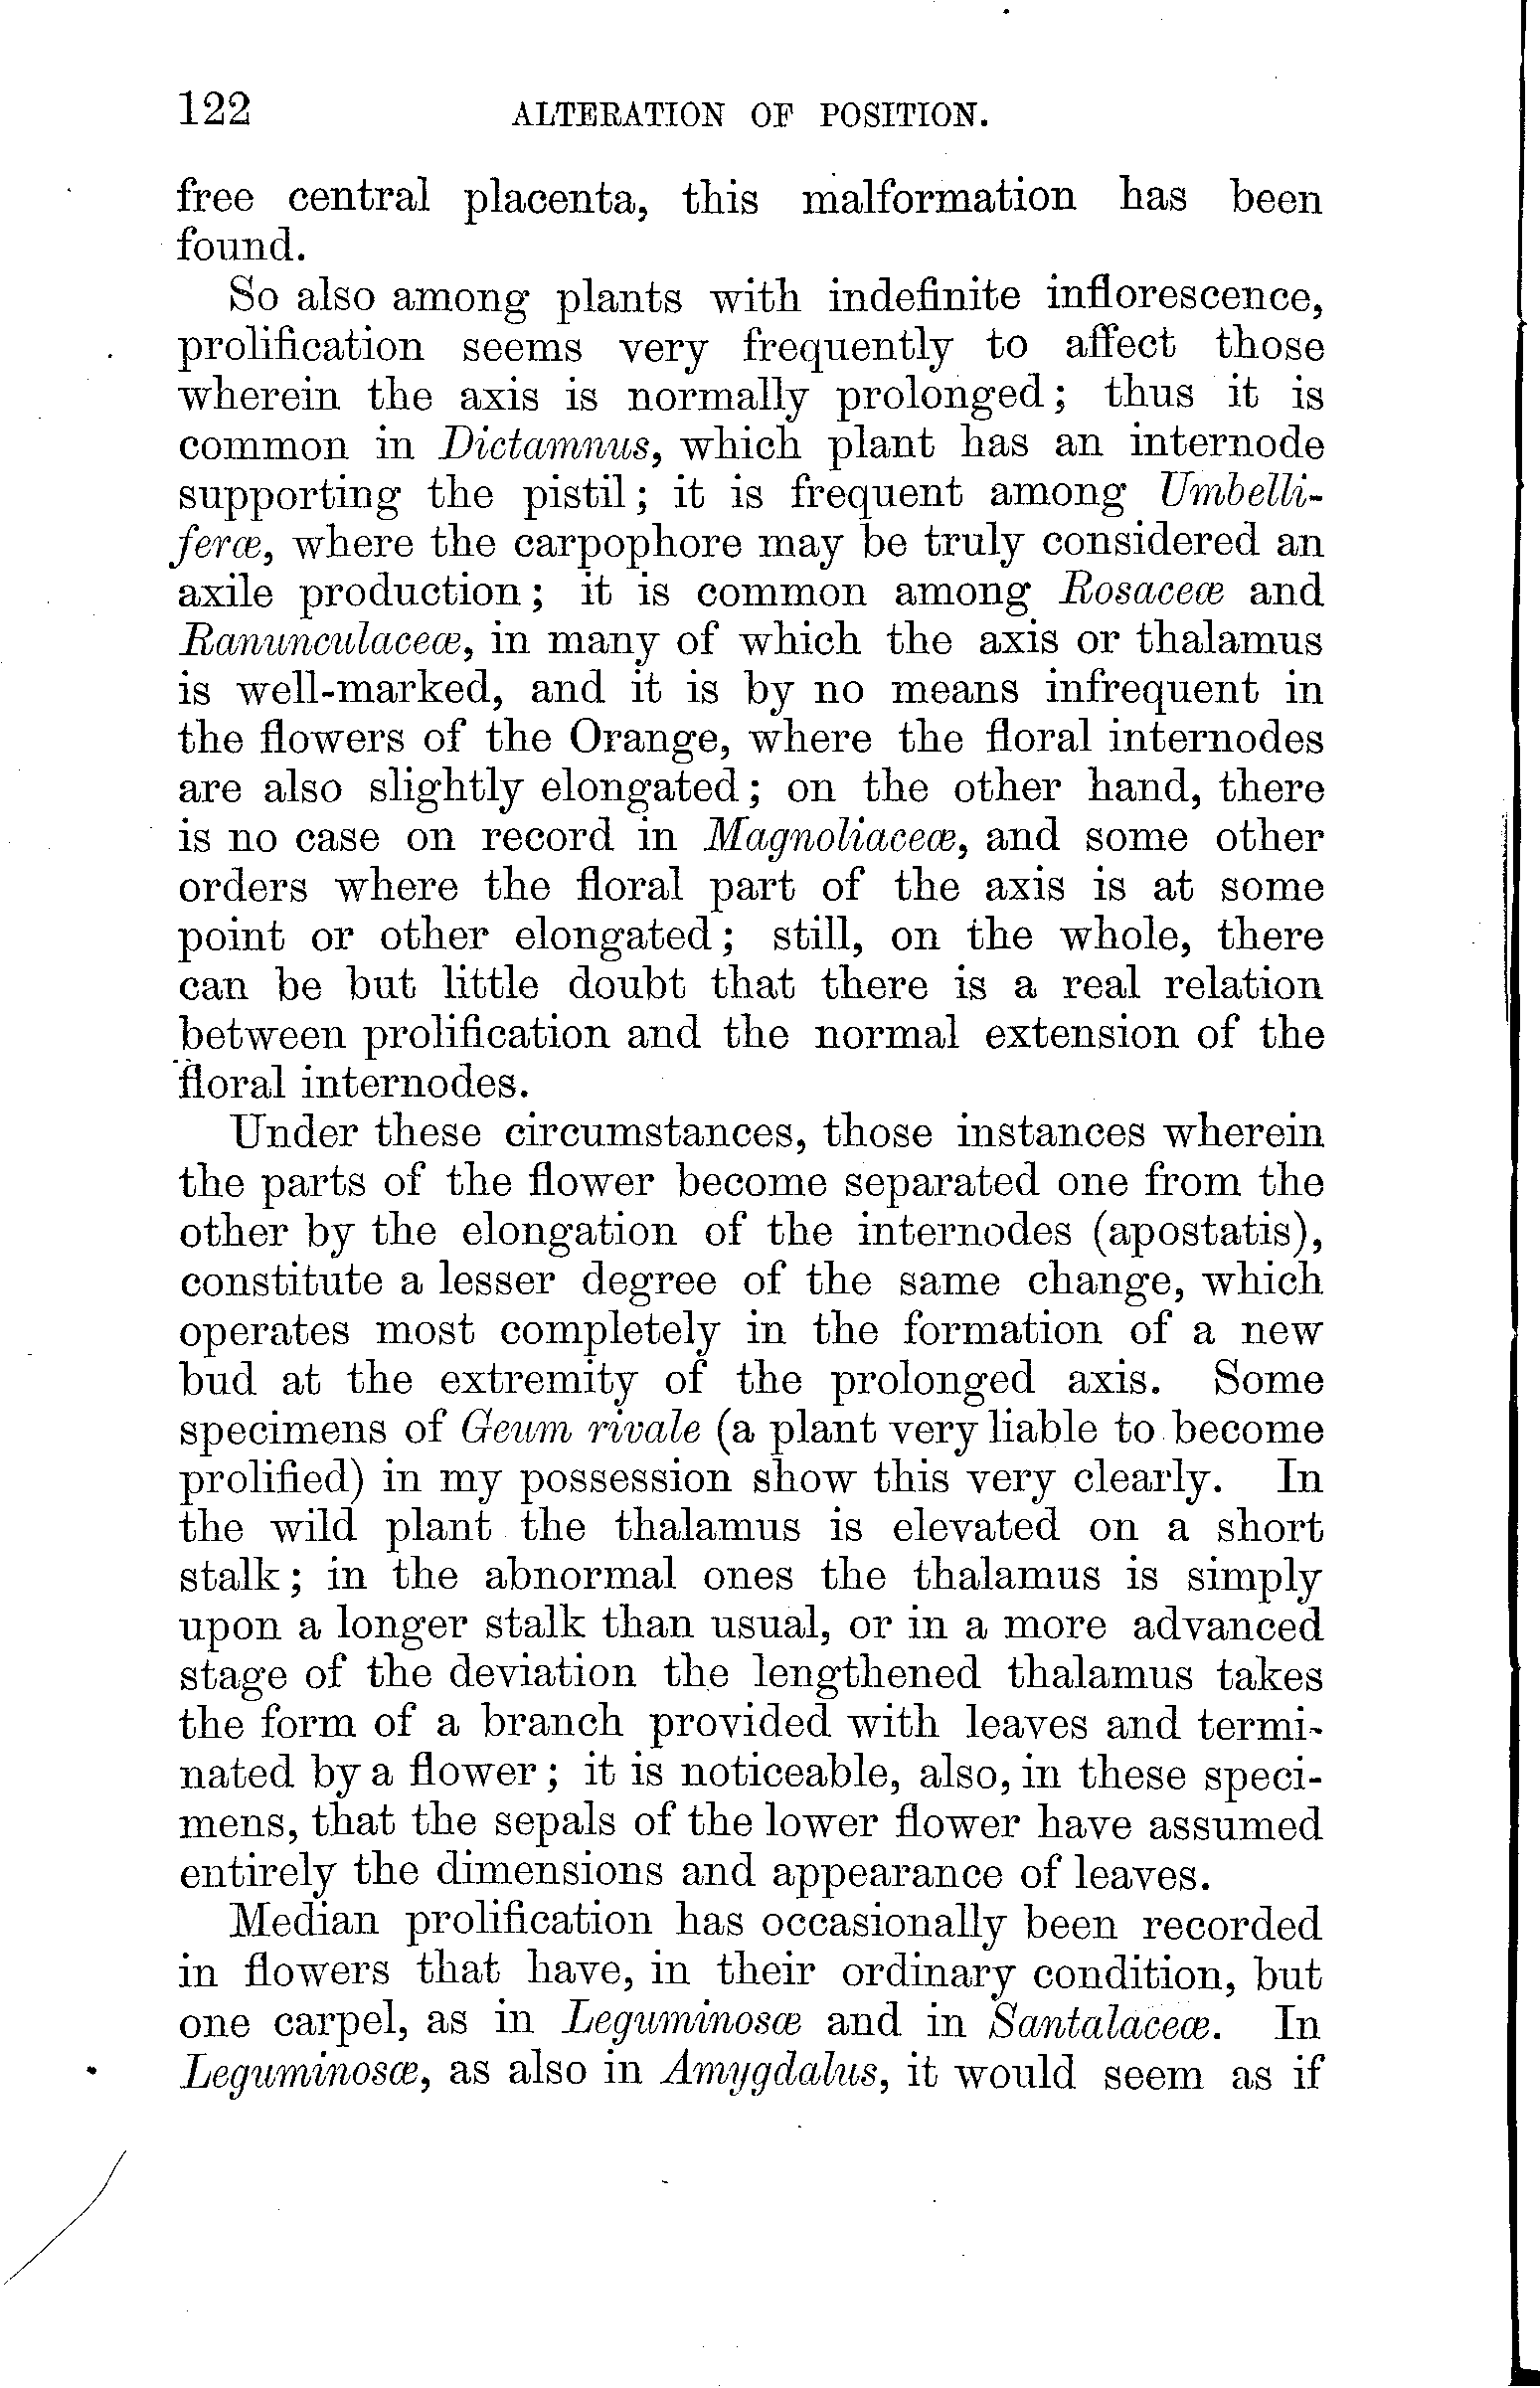 122 ALTERATION OF POSITION.
free central placenta, this malformation has been
found.
So also among plants with indefinite inflorescence,
prolification seems very frequently to affect those
wherein the axis is normally prolonged; thus it is
common in Dictamnus, which plant has an internode
supporting the pistil; it is frequent among Umbelli-
feræ, where the carpophore may be truly considered an
axile production; it is common among Rosaceæ and
Ranunculaceæ, in many of which the axis or thalamus
is well-marked, and it is by no means infrequent in
the flowers of the Orange, where the floral internodes
are also slightly elongated; on the other hand, there
is no case on record in Magnoliaceæ, and some other
orders where the floral part of the axis is at some
point or other elongated; still, on the whole, there
can be but little doubt that there is a real relation
between prolification and the normal extension of the
floral internodes.
Under these circumstances, those instances wherein
the parts of the flower become separated one from the
other by the elongation of the internodes (apostatis),
constitute a lesser degree of the same change, which
operates most completely in the formation of a new
bud at the extremity of the prolonged axis. Some
specimens of Geum rivale (a plant very liable to become
prolified) in my possession show this very clearly. In
the wild plant the thalamus is elevated on a short
stalk; in the abnormal ones the thalamus is simply
upon a longer stalk than usual, or in a more advanced
stage of the deviation the lengthened thalamus takes
the form of a branch provided with leaves and termi-
nated by a flower; it is noticeable, also, in these speci-
mens, that the sepals of the lower flower have assumed
entirely the dimensions and appearance of leaves.
Median prolification has occasionally been recorded
in flowers that have, in their ordinary condition, but
one carpel, as in Leguminosæ and in Santalaceæ. In
Leguminosæ, as also in Amygdalus, it would seem as if